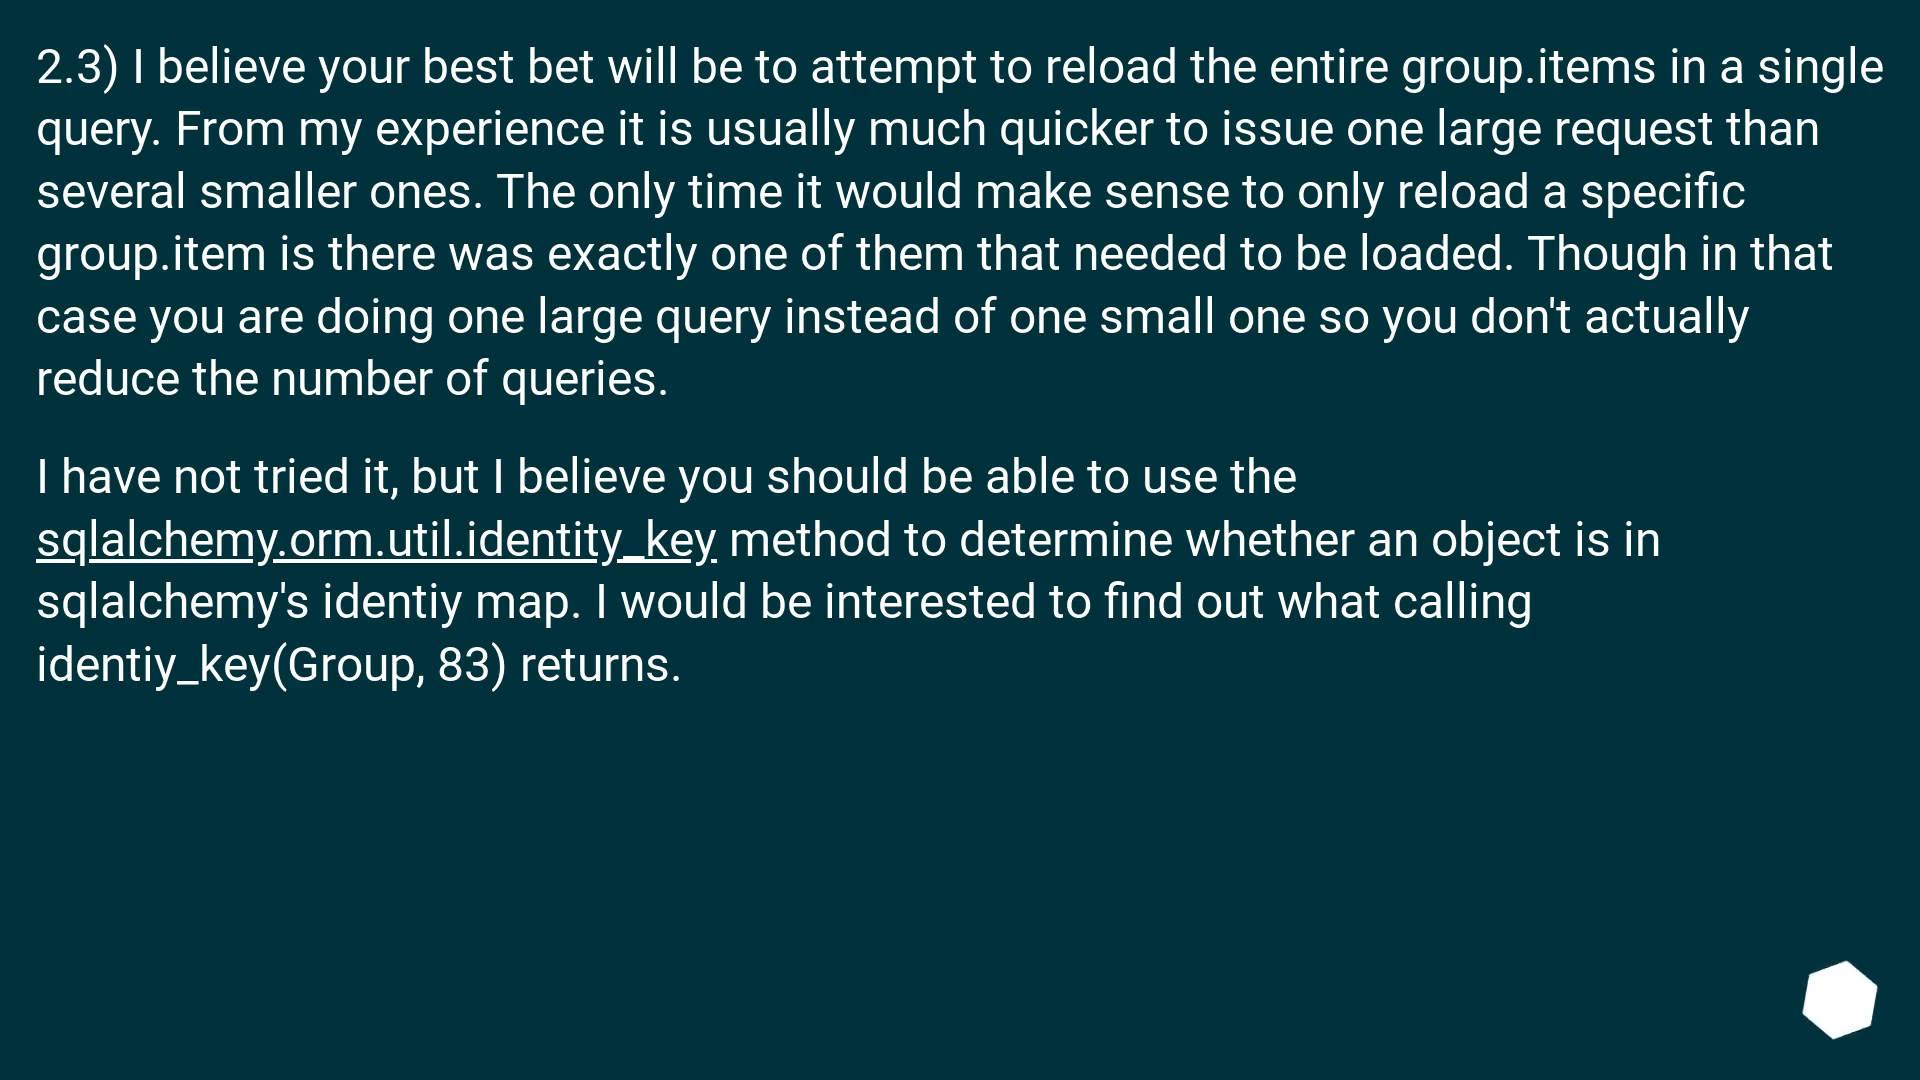 2.3) I believe your best bet will be to attempt to reload the entire group.items in a single
query. From my experience it is usually much quicker to issue one large request than
several smaller ones. The only time it would make sense to only reload a specific
group.item is there was exactly one of them that needed to be loaded. Though in that
case you are doing one large query instead of one small one so you don't actually
reduce the number of queries.
I have not tried it, but I believe you should be able to use the
sqlalchemy.orm.util.identity_key method to determine whether an object is in
sqlalchemy's identiy map. I would be interested to find out what calling
identiy_key(Group, 83) returns.